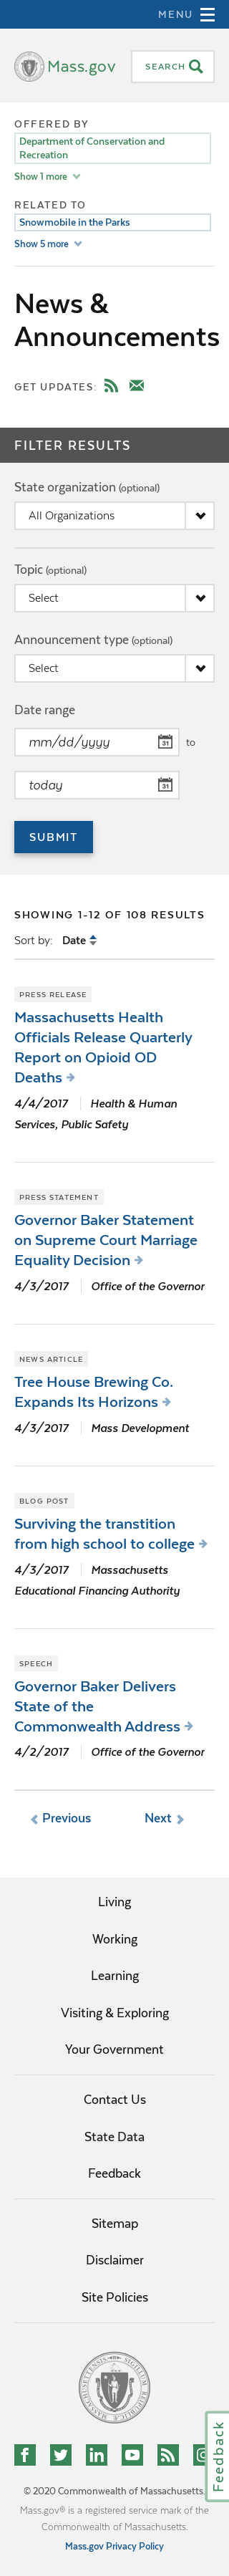 MENU
Mass.gov
SEARCH
OFFERED BY
Department of Conservation and
Recreation
Show 1 more
RELATED TO
Snowmobile in the Parks
Show 5 more
News &
Announcements
GET UPDATES:
FILTER RESULTS
State organization (optional)
All Organizations
Topic (optional)
Select
Announcement type (optional)
Select
Date range
mm/dd/yyyy
31
to
today
31
SUBMIT
SHOWING 1-12 OF 108 RESULTS
Sort by: Date
PRESS RELEASE
Massachusetts Health
Officials Release Quarterly
Report on Opioid OD
Deaths
4/4/2017 Health & Human
Services, Public Safety
PRESS STATEMENT
Governor Baker Statement
on Supreme Court Marriage
Equality Decision
4/3/2017 Office of the Governor
NEWS ARTICLE
Tree House Brewing Co.
Expands Its Horizons
4/3/2017 Mass Development
BLOG POST
Surviving the transtition
from high school to college
4/3/2017 Massachusetts
Educational Financing Authority
SPEECH
Governor Baker Delivers
State of the
Commonwealth Address
4/2/2017 Office of the Governor
Previous Next
Living
Working
Learning
Visiting & Exploring
Your Government
Contact Us
State Data
Feedback
Sitemap
Disclaimer
Site Policies
Feedback
© 2020 Commonwealth of Massachusetts.
Mass.gov® is a registered service mark of the
Commonwealth of Massachusetts.
Mass.gov Privacy Policy